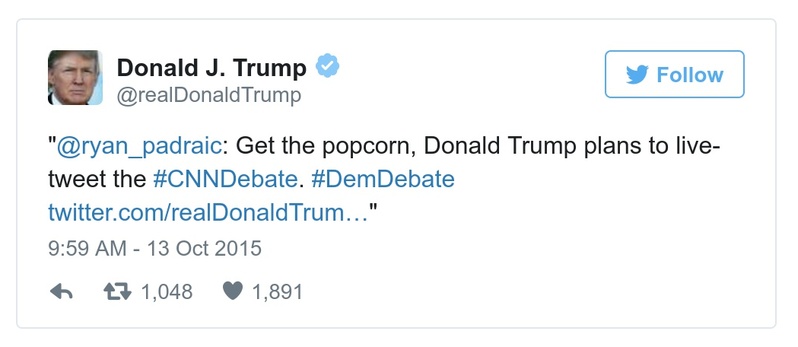 Donald J. Trump
@realDonaldTrump
Follow
"@ryan_padraic: Get the popcorn, Donald Trump plans to live-
tweet the #CNNDebate. #DemDebate
twitter.com/realDonaldTrum…"
9:59 AM - 13 Oct 2015
1,048 1,891